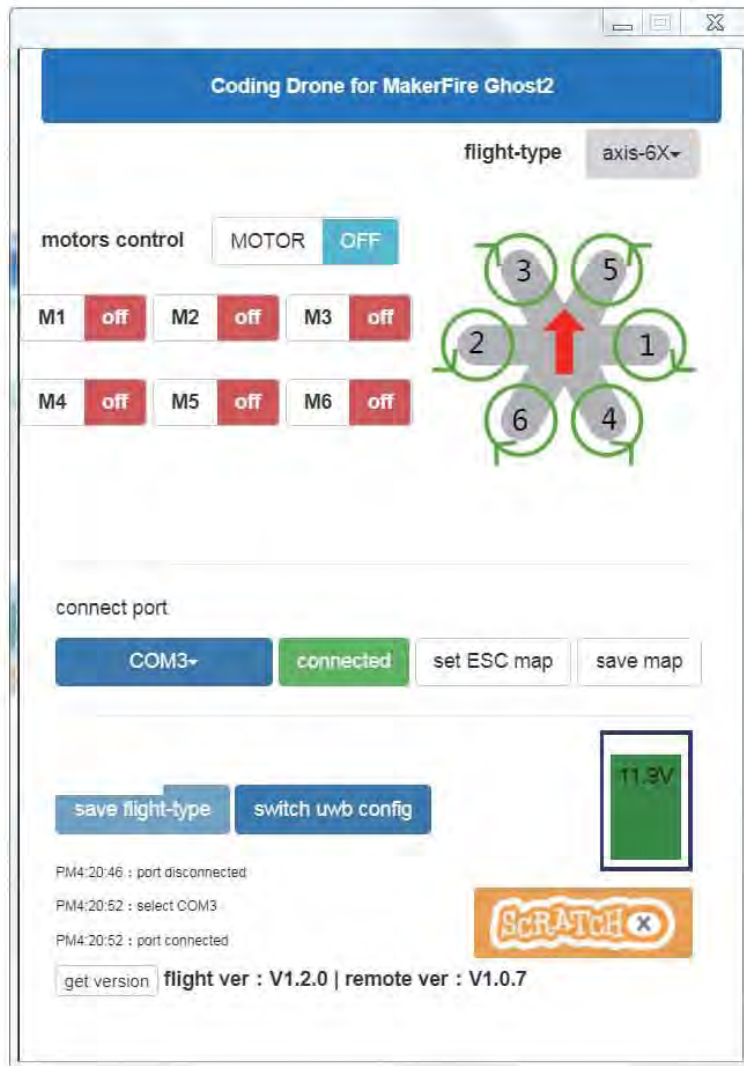 Coding Drone for MakerFire Ghost2
flight-type axis-6X
motors control MOTOR OFF
M1 off M2 off M3 off
M4 off M5 off M6 off
3 5
2 1
6 4
connect port
COM3 connected set ESC map save map
11.3V
save flight-type switch uwb config
PM4:20:46 : port disconnected
PM4:20:52 : select COM3
SCRATCH X
PM4:20:52 : port connected
get version flight ver : V1.2.0 | remote ver : V1.0.7